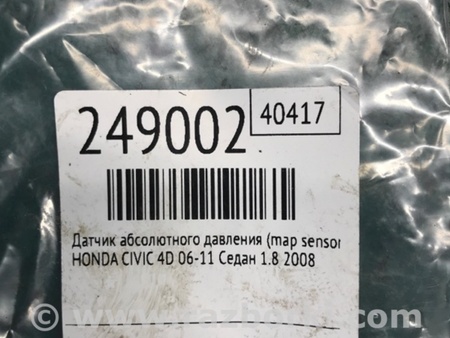 249002
40417
Датчик абсолютного давления (map sensor
HONDA CIVIC 4D 06-11 Седан 1.8 2008